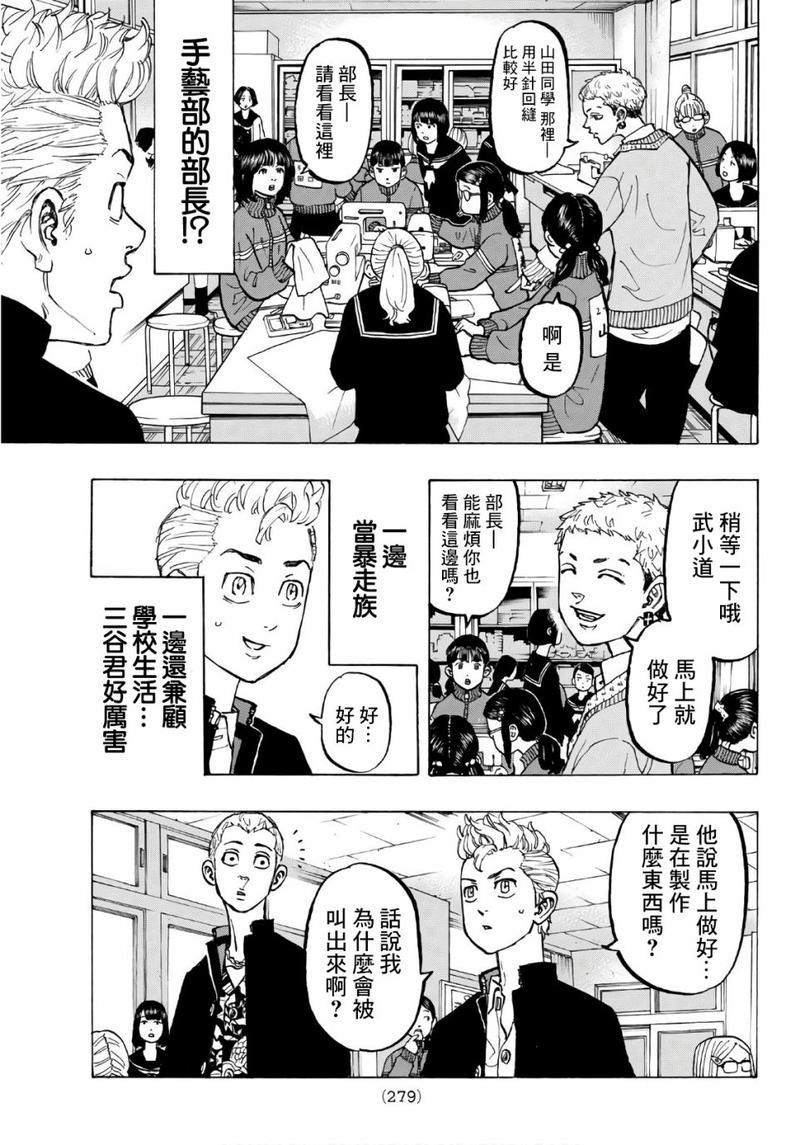 山田同學 那裡—
用半針回縫
比較好
部長—
請看看這裡
啊是
手藝部的部長!?
稍等一下哦
武小道
馬上就
做好了
部長—
能麻煩你也
看看這邊嗎?
一邊
當暴走族
好…
好的
一邊還兼顧
學校生活…
三谷君好厲害
他說馬上做好…
是在製作
什麼東西嗎?
話說我
為什麼會被
叫出來啊?
(279)